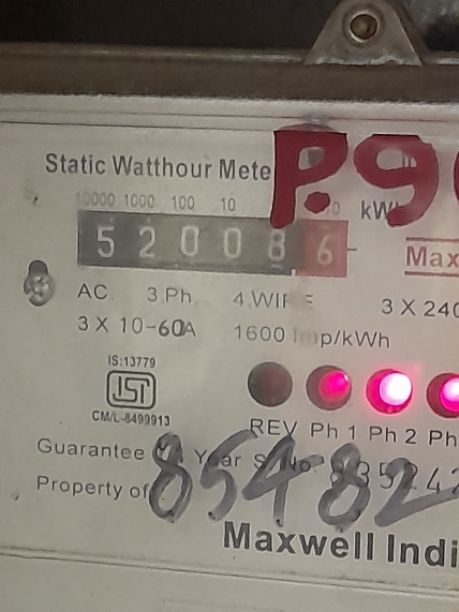 Static Watthour Mete
P.9
10000 1000 100 10 kW
5 2 0 0 8 6
Max
AC. 3 Ph. 4 WIRE 3 X 240
3 X 10-60A 1600 Imp/kWh
IS:13779
ISI
CM/L-8499913
REV Ph 1 Ph 2 Ph
Guarantee Year S. No.
Property of
85482
Maxwell Indi